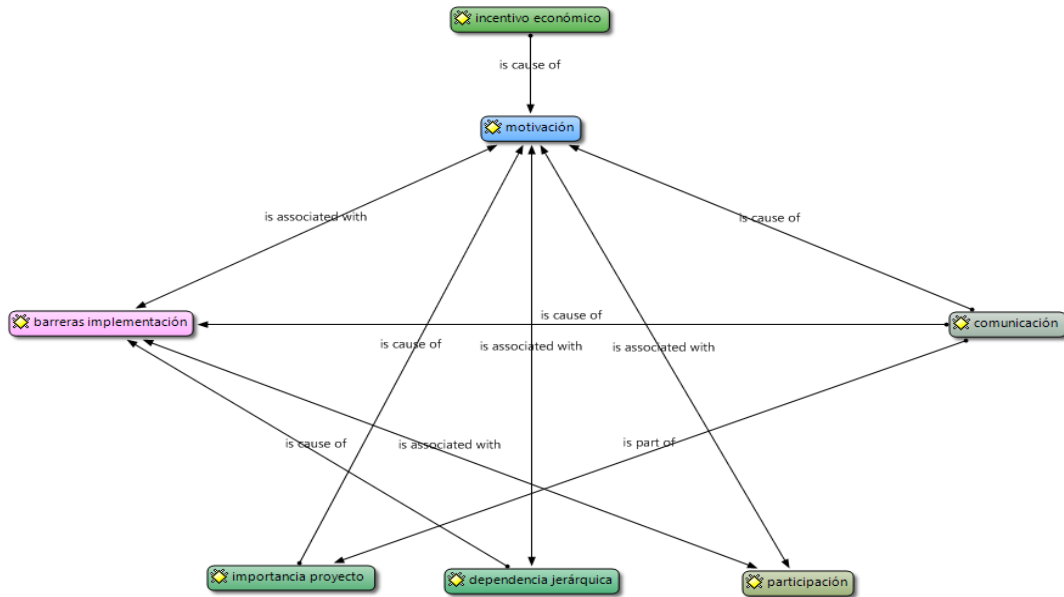 incentivo económico
is cause of
motivación
is associated with
is cause of
barreras implementación
is cause of
comunicación
is cause of
is associated with
is associated with
is cause of
is associated with
is part of
importancia proyecto
dependencia jerárquica
participación